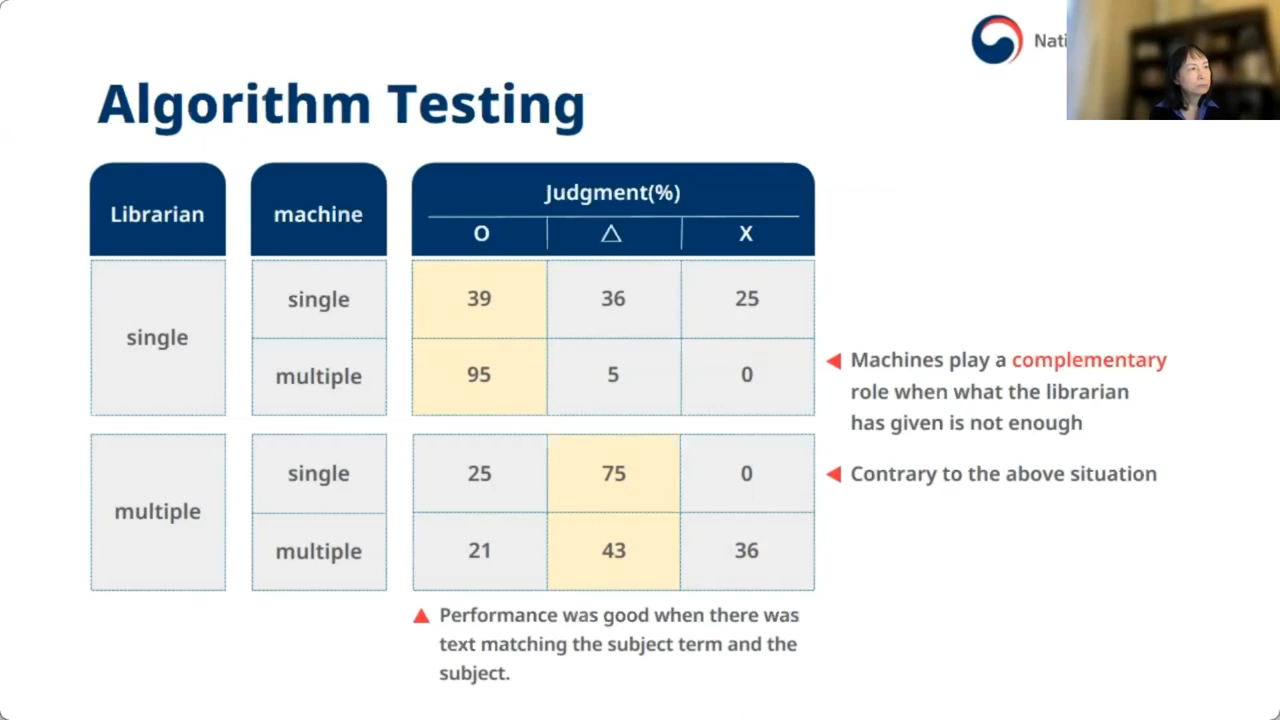 Algorithm Testing
Librarian machine Judgment(%)
O △ X
single single 39 36 25
multiple 95 5 0
Machines play a complementary
role when what the librarian
has given is not enough
multiple single 25 75 0
Contrary to the above situation
multiple 21 43 36
Performance was good when there was
text matching the subject term and the
subject.